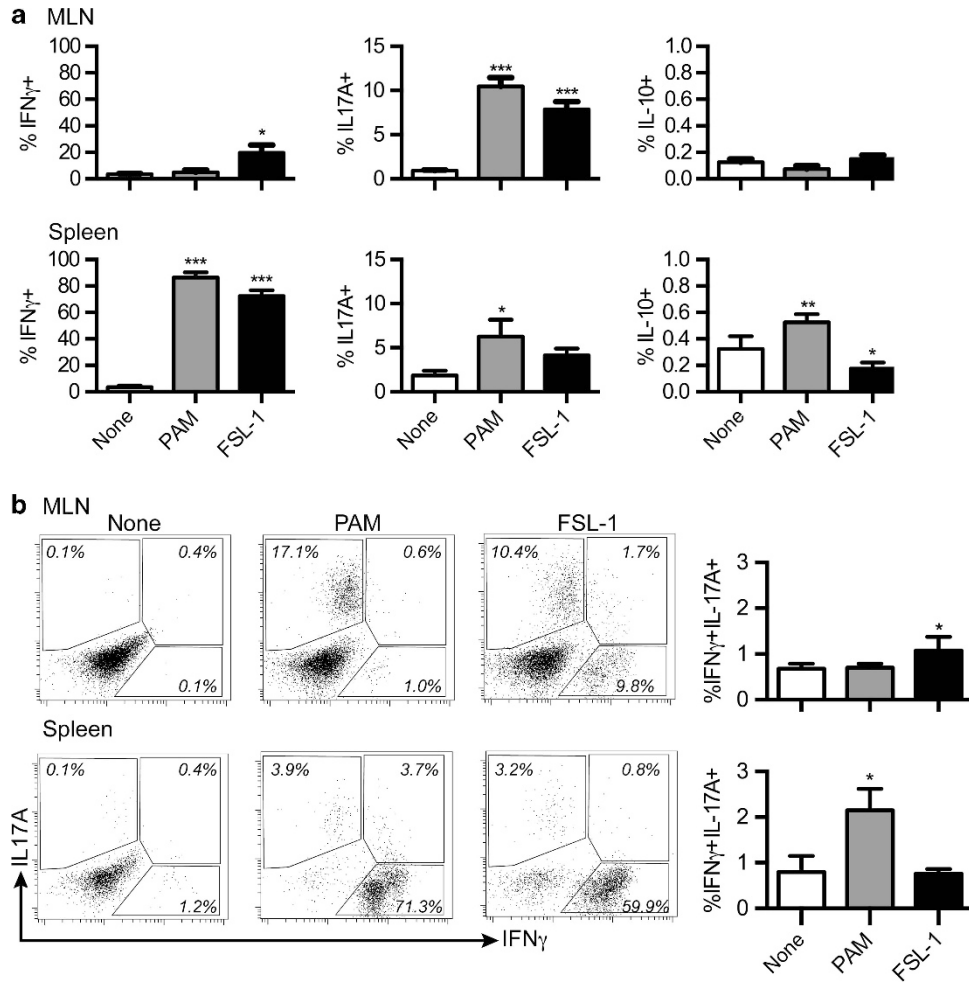 a MLN
% IFNγ+
100
80
60
40
20
0
*
% IL17A+
15
10
5
0
***
***
% IL-10+
1.0
0.8
0.6
0.4
0.2
0.0
Spleen
% IFNγ+
100
80
60
40
20
0
***
***
None
PAM
FSL-1
% IL17A+
15
10
5
0
*
None
PAM
FSL-1
% IL-10+
1.0
0.8
0.6
0.4
0.2
0.0
**
*
None
PAM
FSL-1
b MLN
None
PAM
FSL-1
0.1% 0.4%
0.1%
17.1% 0.6%
1.0%
10.4% 1.7%
9.8%
%IFNγ+IL-17A+
3
2
1
0
*
Spleen
0.1% 0.4%
1.2%
3.9% 3.7%
71.3%
3.2% 0.8%
59.9%
IL17A
IFNγ
%IFNγ+IL-17A+
3
2
1
0
*
None
PAM
FSL-1